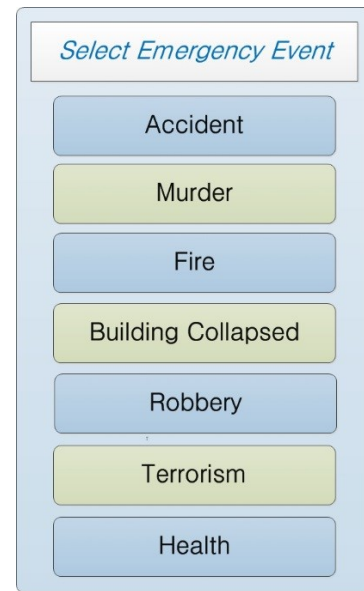 Select Emergency Event
Accident
Murder
Fire
Building Collapsed
Robbery
Terrorism
Health